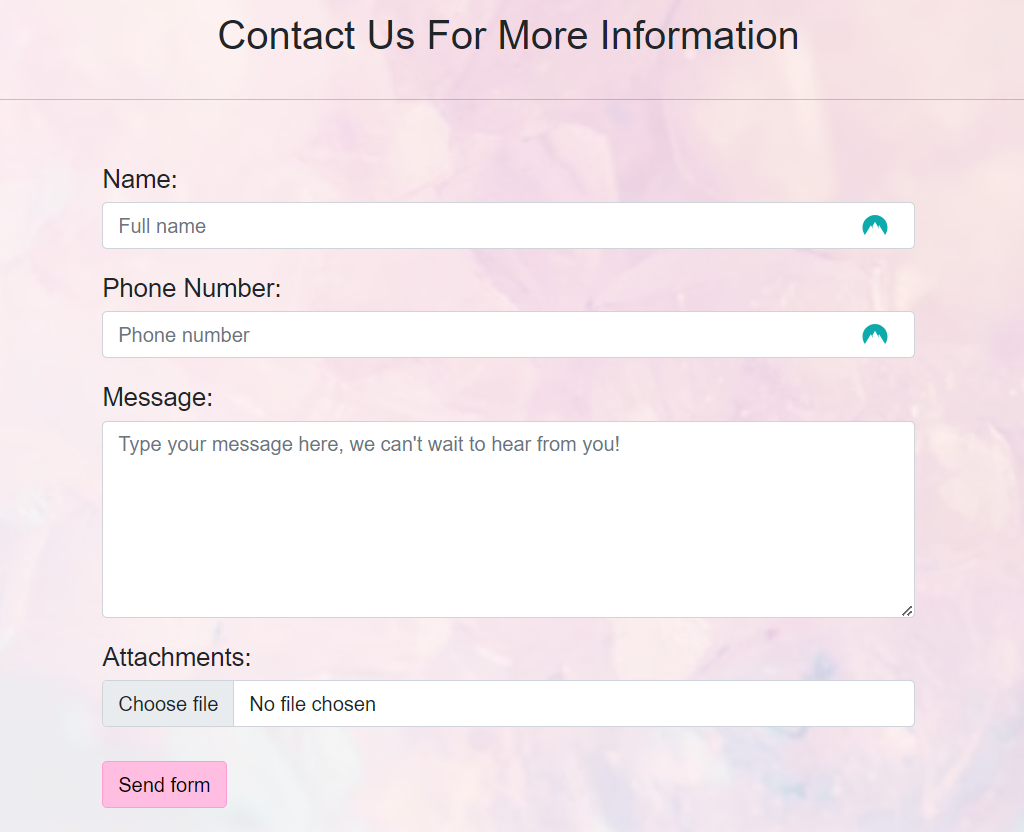 Contact Us For More Information
Name:
Full name
Phone Number:
Phone number
Message:
Type your message here, we can't wait to hear from you!
Attachments:
Choose file No file chosen
Send form